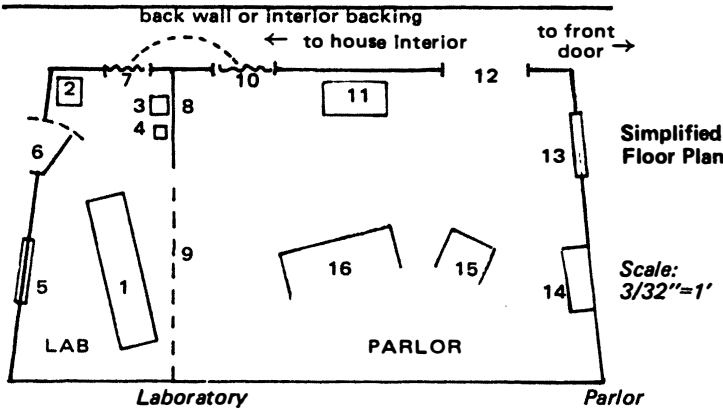 back wall or interior backing
← to house interior
to front
door →
2
7
10
12
3
8
11
4
6
13
Simplified
Floor Plan
9
5
1
16
15
14
Scale:
3/32"=1'
LAB
PARLOR
Laboratory
Parlor